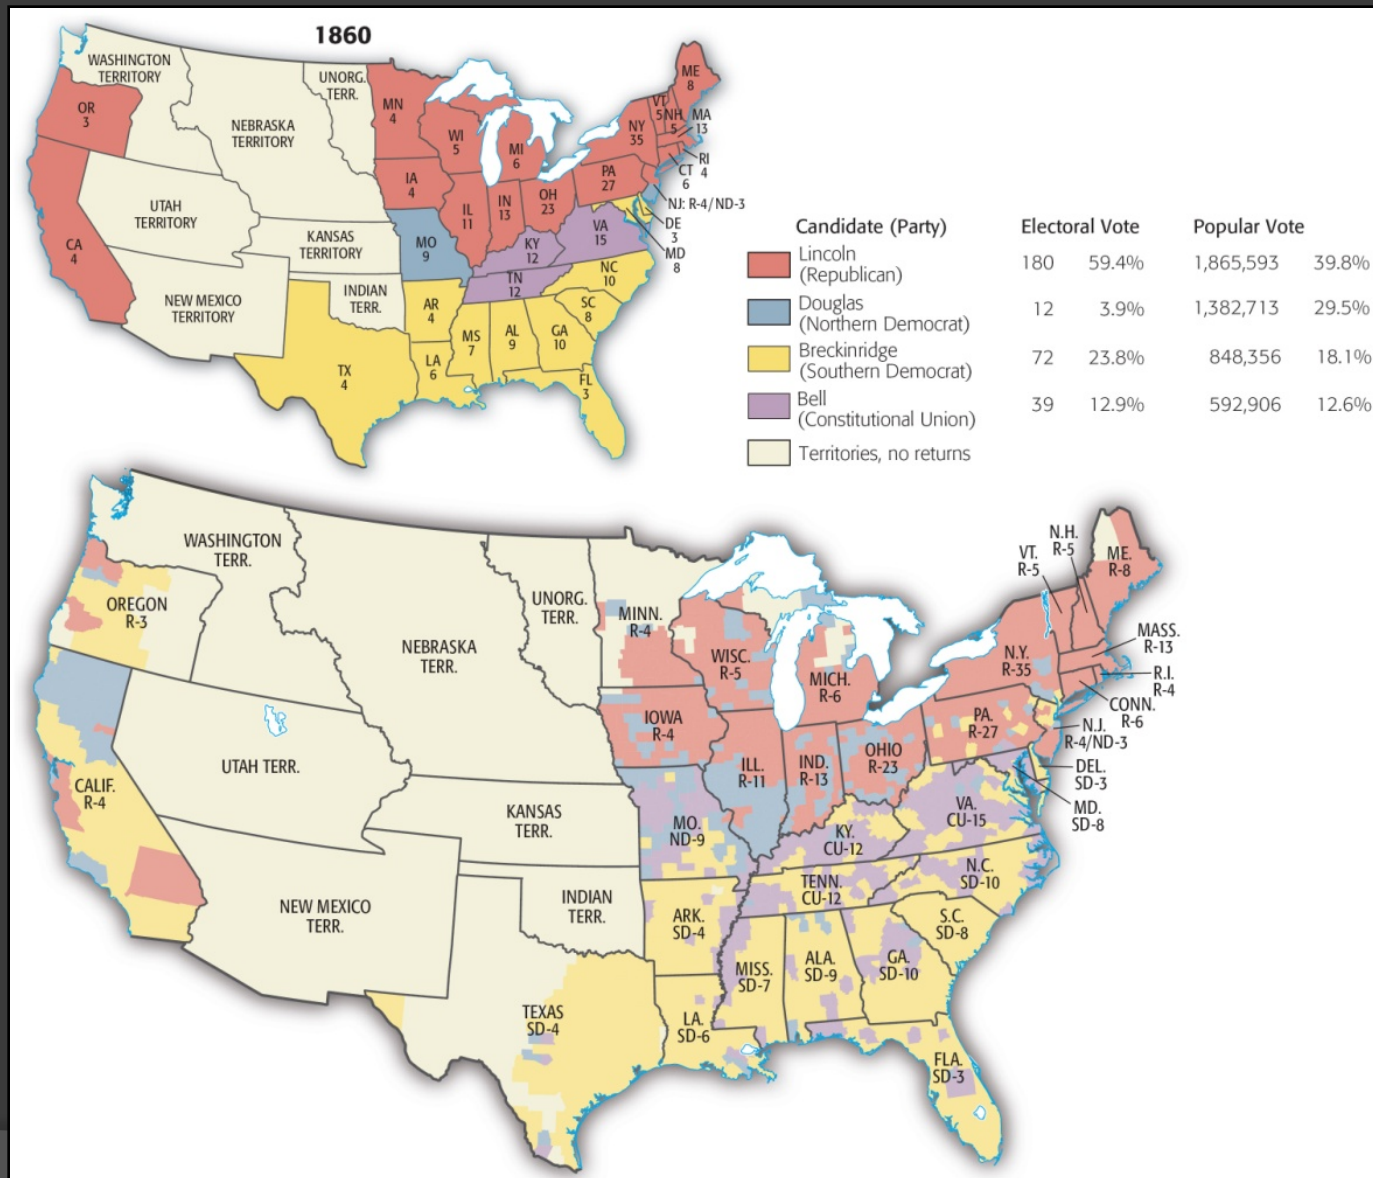 1860
WASHINGTON
TERRITORY
UNORG.
TERR.
OR
3
NEBRASKA
TERRITORY
MN
4
WI
5
MI
6
ME
8
VT
5
NH
5
MA
13
NY
35
RI
4
CT
6
PA
27
NJ: R-4/ND-3
DE
3
MD
8
IA
4
IL
11
IN
13
OH
23
UTAH
TERRITORY
CA
4
KANSAS
TERRITORY
MO
9
KY
12
VA
15
NEW MEXICO
TERRITORY
INDIAN
TERR.
TN
12
NC
10
AR
4
SC
8
MS
7
AL
9
GA
10
TX
4
LA
6
FL
3
Candidate (Party) Electoral Vote Popular Vote
Lincoln
(Republican) 180 59.4% 1,865,593 39.8%
Douglas
(Northern Democrat) 12 3.9% 1,382,713 29.5%
Breckinridge
(Southern Democrat) 72 23.8% 848,356 18.1%
Bell
(Constitutional Union) 39 12.9% 592,906 12.6%
Territories, no returns
WASHINGTON
TERR.
OREGON
R-3
NEBRASKA
TERR.
UNORG.
TERR.
MINN.
R-4
WISC.
R-5
MICH.
R-6
VT.
R-5
N.H.
R-5
ME.
R-8
MASS.
R-13
N.Y.
R-35
R.I.
R-4
CONN.
R-6
PA.
R-27
N.J.
R-4/ND-3
DEL.
SD-3
MD.
SD-8
IOWA
R-4
ILL.
R-11
IND.
R-13
OHIO
R-23
UTAH TERR.
CALIF.
R-4
KANSAS
TERR.
MO.
ND-9
KY.
CU-12
VA.
CU-15
NEW MEXICO
TERR.
INDIAN
TERR.
TENN.
CU-12
N.C.
SD-10
ARK.
SD-4
S.C.
SD-8
MISS.
SD-7
ALA.
SD-9
GA.
SD-10
TEXAS
SD-4
LA.
SD-6
FLA.
SD-3